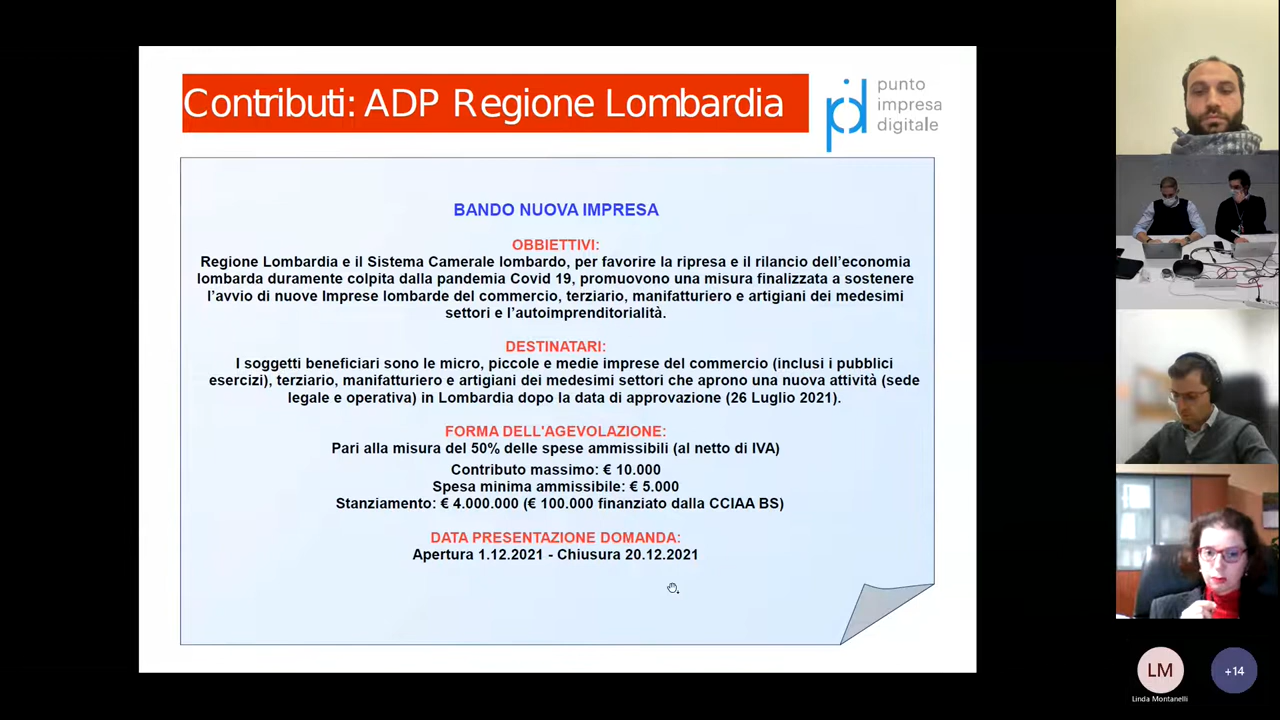 Contributi: ADP Regione Lombardia
punto
impresa
digitale
pid
BANDO NUOVA IMPRESA
OBBIETTIVI:
Regione Lombardia e il Sistema Camerale lombardo, per favorire la ripresa e il rilancio dell'economia
lombarda duramente colpita dalla pandemia Covid 19, promuovono una misura finalizzata a sostenere
l'avvio di nuove Imprese lombarde del commercio, terziario, manifatturiero e artigiani dei medesimi
settori e l'autoimprenditorialità.
DESTINATARI:
I soggetti beneficiari sono le micro, piccole e medie imprese del commercio (inclusi i pubblici
esercizi), terziario, manifatturiero e artigiani dei medesimi settori che aprono una nuova attività (sede
legale e operativa) in Lombardia dopo la data di approvazione (26 Luglio 2021).
FORMA DELL'AGEVOLAZIONE:
Pari alla misura del 50% delle spese ammissibili (al netto di IVA)
Contributo massimo: € 10.000
Spesa minima ammissibile: € 5.000
Stanziamento: € 4.000.000 (€ 100.000 finanziato dalla CCIAA BS)
DATA PRESENTAZIONE DOMANDA:
Apertura 1.12.2021 - Chiusura 20.12.2021
LM
+14
Linda Montanelli